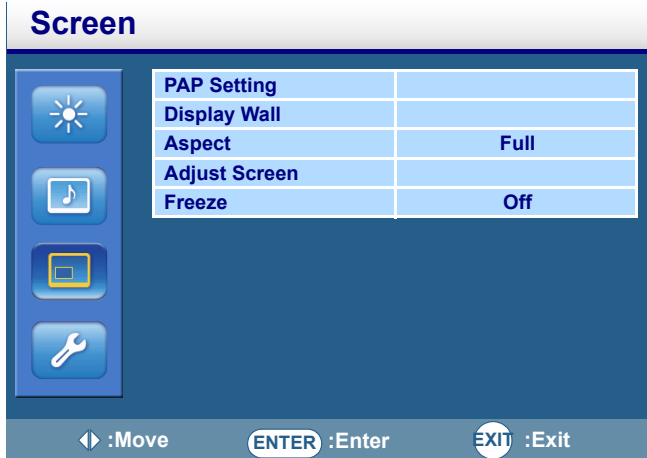 Screen
PAP Setting
Display Wall
Aspect Full
Adjust Screen
Freeze Off
:Move ENTER :Enter EXIT :Exit